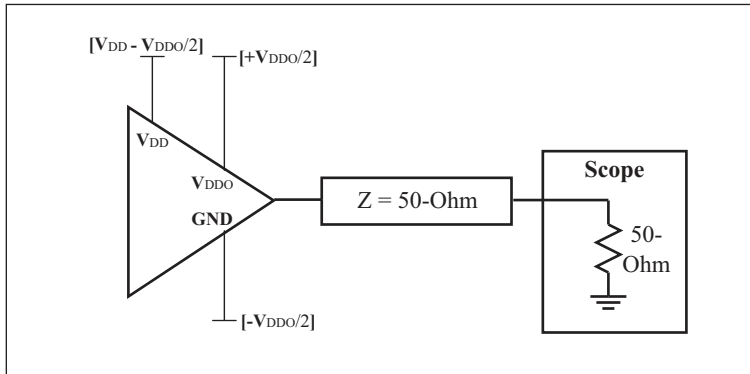 [VDD - VDDO/2]
[+VDDO/2]
VDD
VDDO
GND
[-VDDO/2]
Z = 50-Ohm
Scope
50-
Ohm